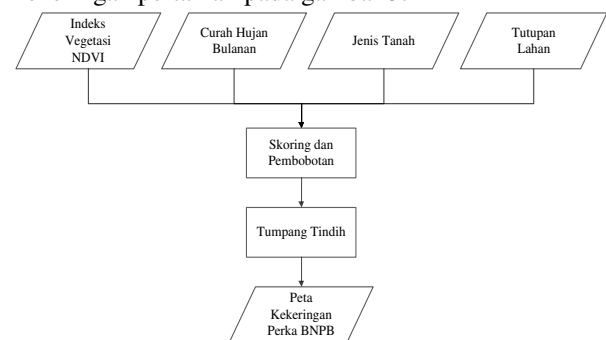 Indeks
Vegetasi
NDVI
Curah Hujan
Bulanan
Jenis Tanah
Tutupan
Lahan
Skoring dan
Pembobotan
Tumpang Tindih
Peta
Kekeringan
Perka BNPB